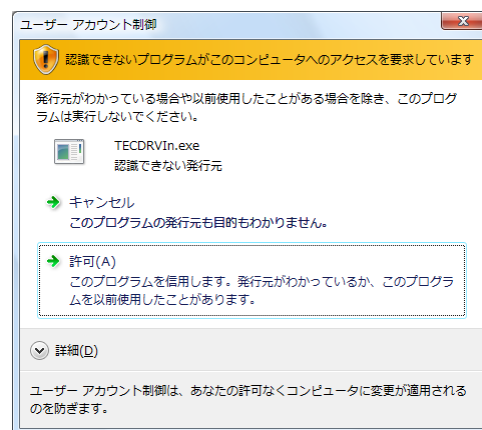 ユーザー アカウント制御
認識できないプログラムがこのコンピュータへのアクセスを要求しています
発行元がわかっている場合や以前使用したことがある場合を除き、このプログ
ラムは実行しないでください。
TECDRVIn.exe
認識できない発行元
キャンセル
このプログラムの発行元も目的もわかりません。
許可(A)
このプログラムを信用します。発行元がわかっているか、このプログラ
ムを以前使用したことがあります。
詳細(D)
ユーザー アカウント制御は、あなたの許可なくコンピュータに変更が適用される
のを防ぎます。